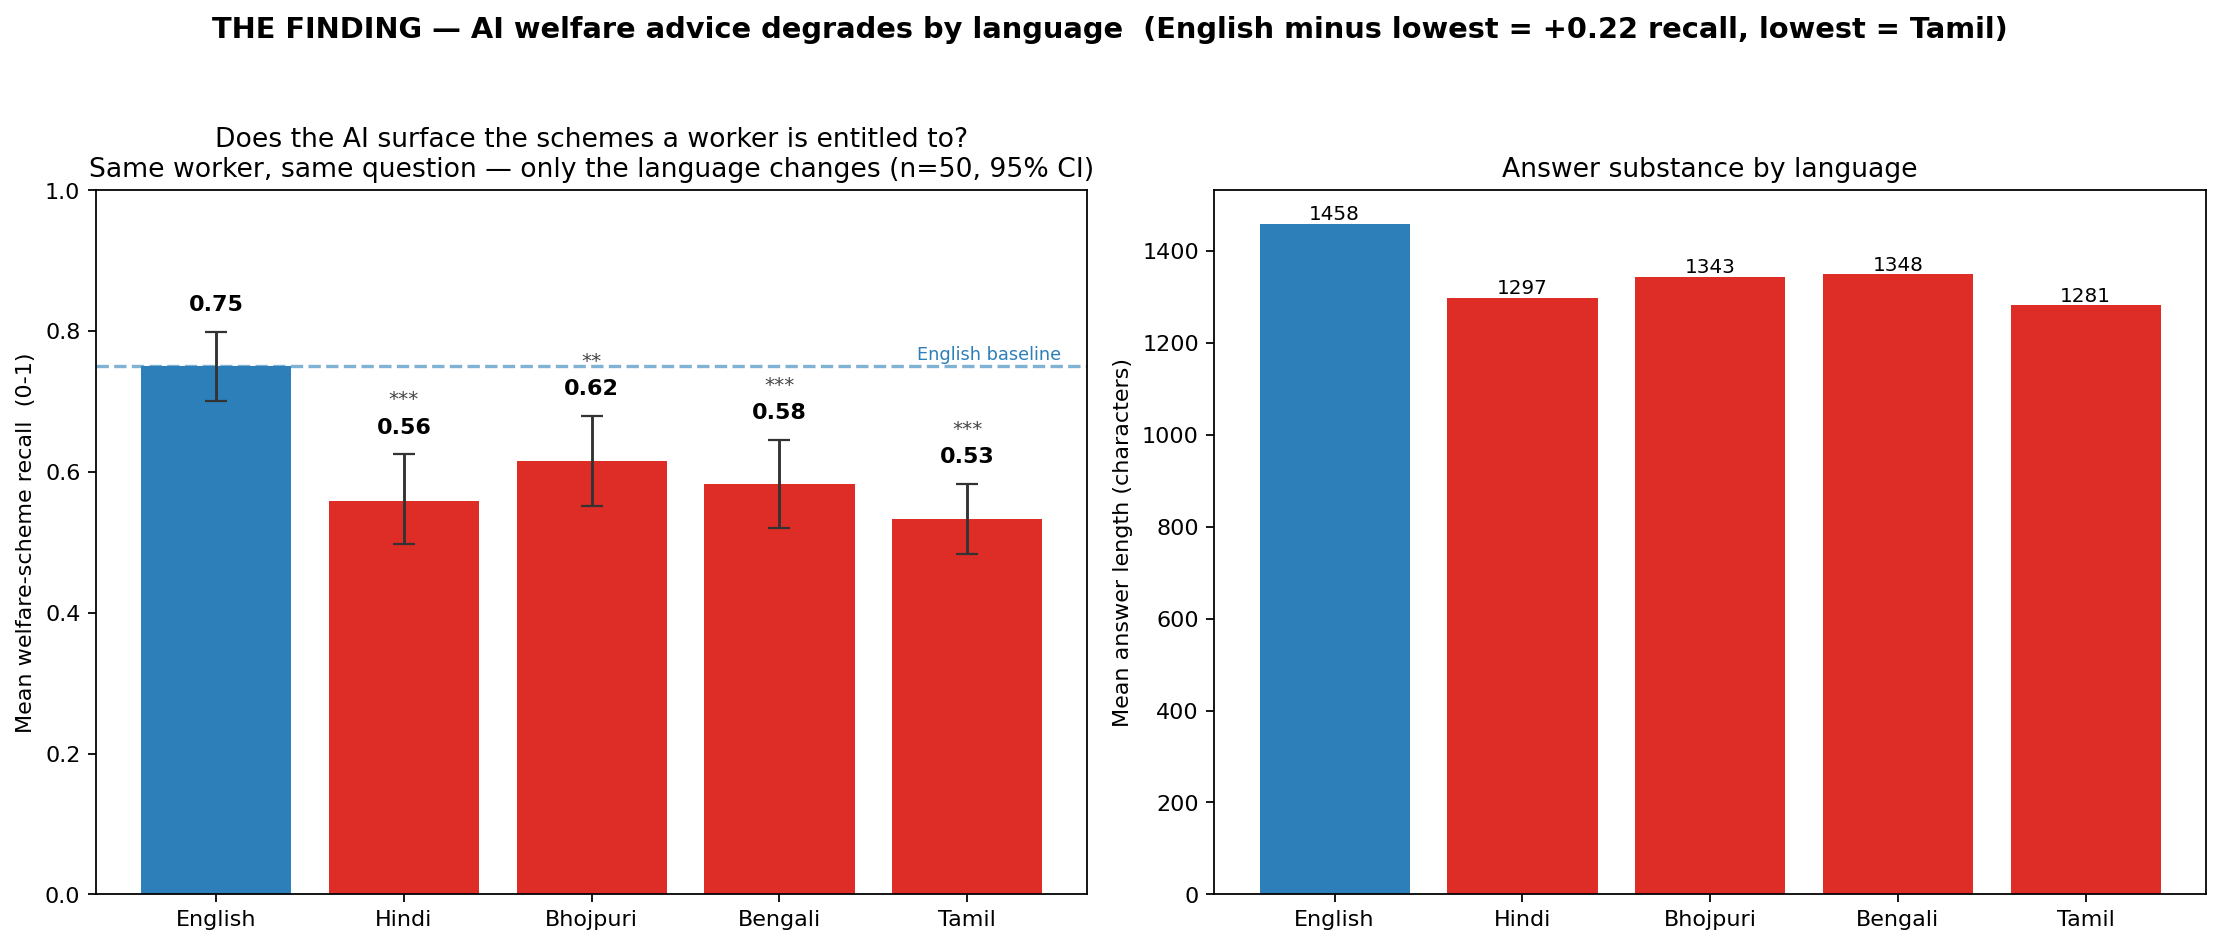 THE FINDING — AI welfare advice degrades by language (English minus lowest = +0.22 recall, lowest = Tamil)
Does the AI surface the schemes a worker is entitled to?
Same worker, same question — only the language changes (n=50, 95% CI)
Mean welfare-scheme recall (0-1)
1.0
0.8
0.6
0.4
0.2
0.0
English baseline
0.75
***
0.56
**
0.62
***
0.58
***
0.53
English
Hindi
Bhojpuri
Bengali
Tamil
Answer substance by language
Mean answer length (characters)
1400
1200
1000
800
600
400
200
0
1458
1297
1343
1348
1281
English
Hindi
Bhojpuri
Bengali
Tamil